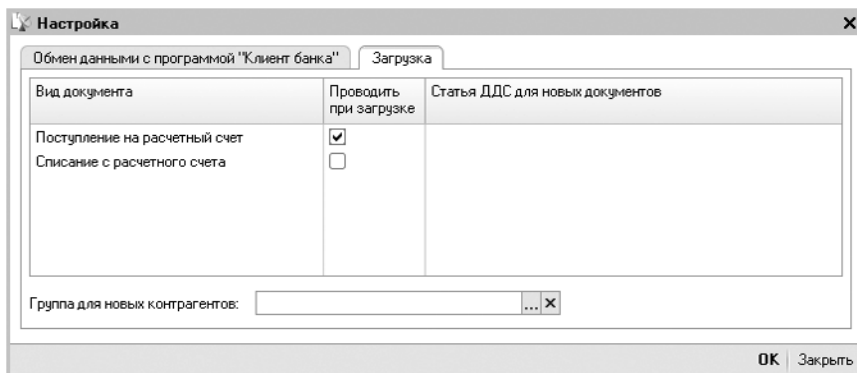 Настройка
Обмен данными с программой "Клиент банка"
Загрузка
Вид документа
Проводить
при загрузке
Статья ДДС для новых документов
Поступление на расчетный счет
Списание с расчетного счета
Группа для новых контрагентов:
...
OK
Закрыть